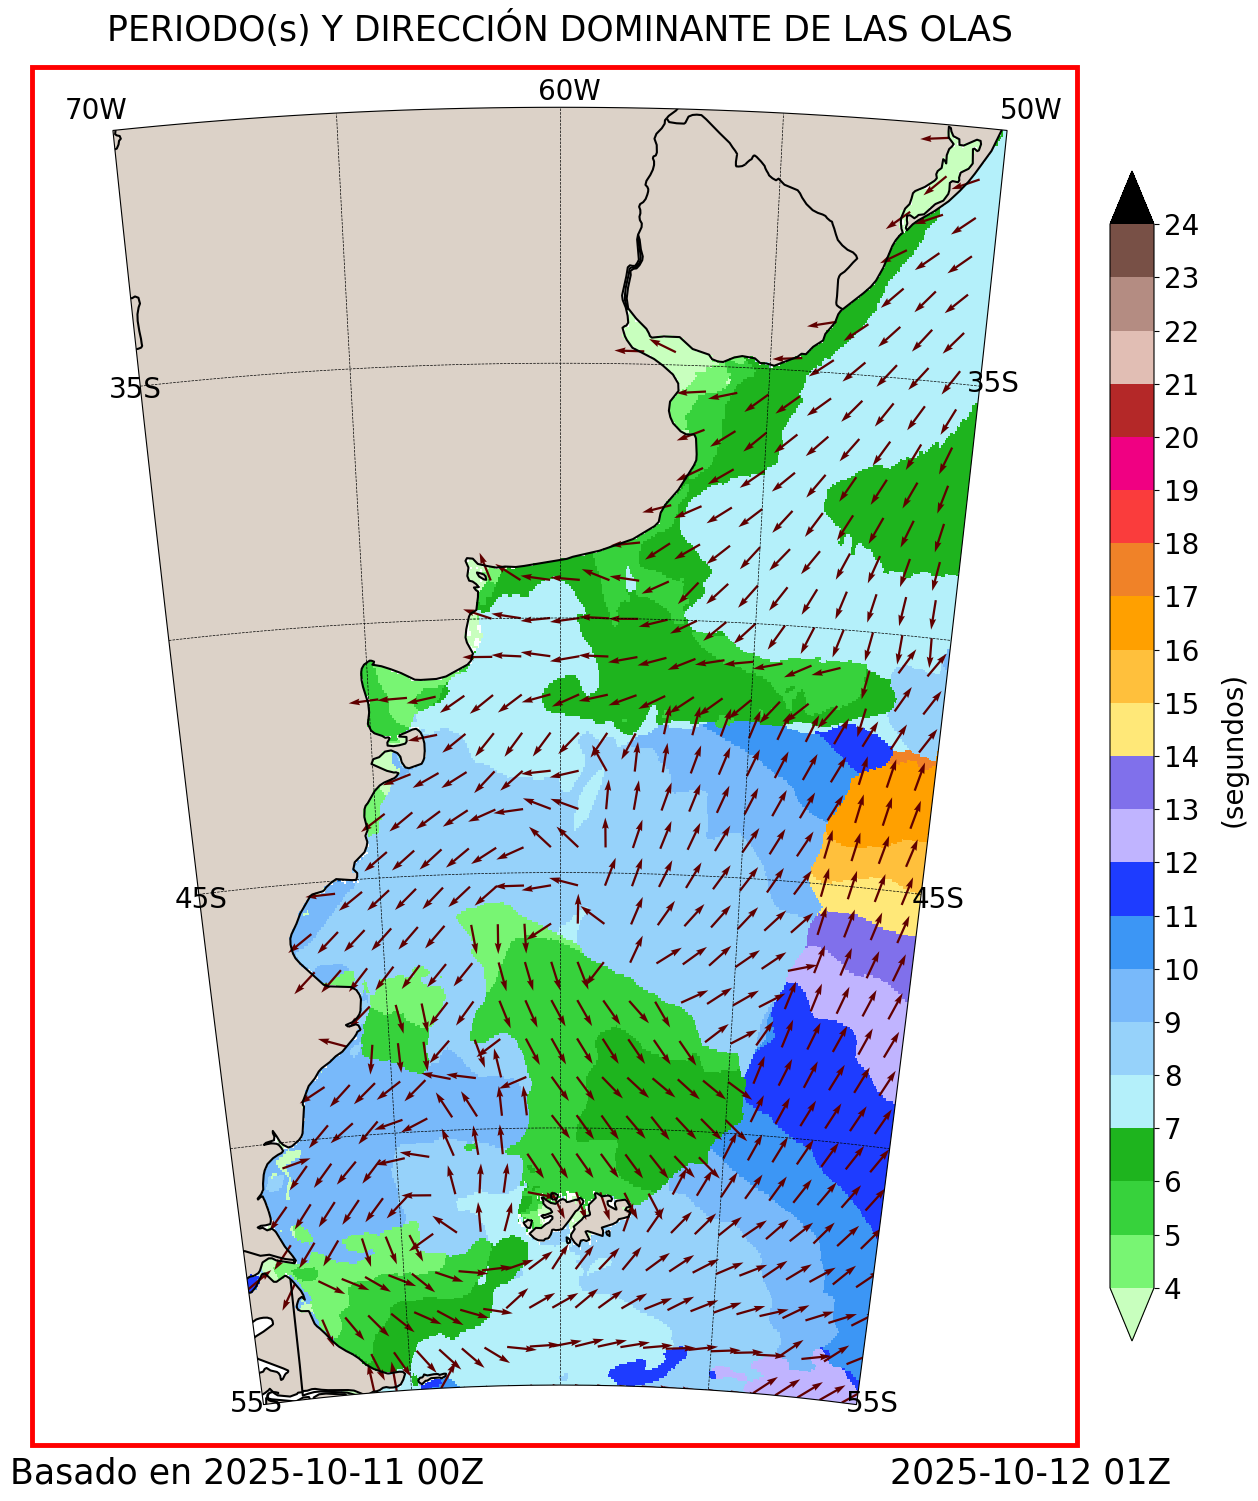 PERIODO(s) Y DIRECCIÓN DOMINANTE DE LAS OLAS
70W
60W
50W
35S
35S
45S
45S
55S
55S
24
23
22
21
20
19
18
17
16
15
14
13
12
11
10
9
8
7
6
5
4
(segundos)
Basado en 2025-10-11 00Z
2025-10-12 01Z